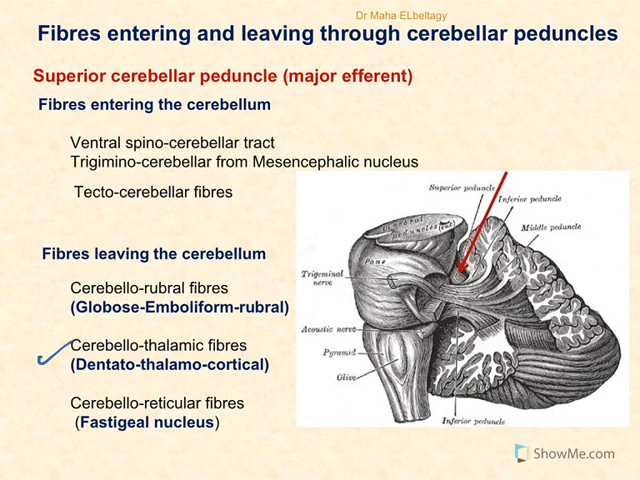 Dr Maha ELbeltagy
Fibres entering and leaving through cerebellar peduncles
Superior cerebellar peduncle (major efferent)
Fibres entering the cerebellum
Ventral spino-cerebellar tract
Trigimino-cerebellar from Mesencephalic nucleus
Tecto-cerebellar fibres
Fibres leaving the cerebellum
Cerebello-rubral fibres
(Globose-Emboliform-rubral)
Cerebello-thalamic fibres
(Dentato-thalamo-cortical)
Cerebello-reticular fibres
(Fastigeal nucleus)
Superior peduncle
Inferior peduncle
Middle peduncle
Cerebral
peduncles (cut)
Pons
Trigeminal
nerve
Acoustic nerve
Pyramid
Olive
Inferior peduncle
ShowMe.com